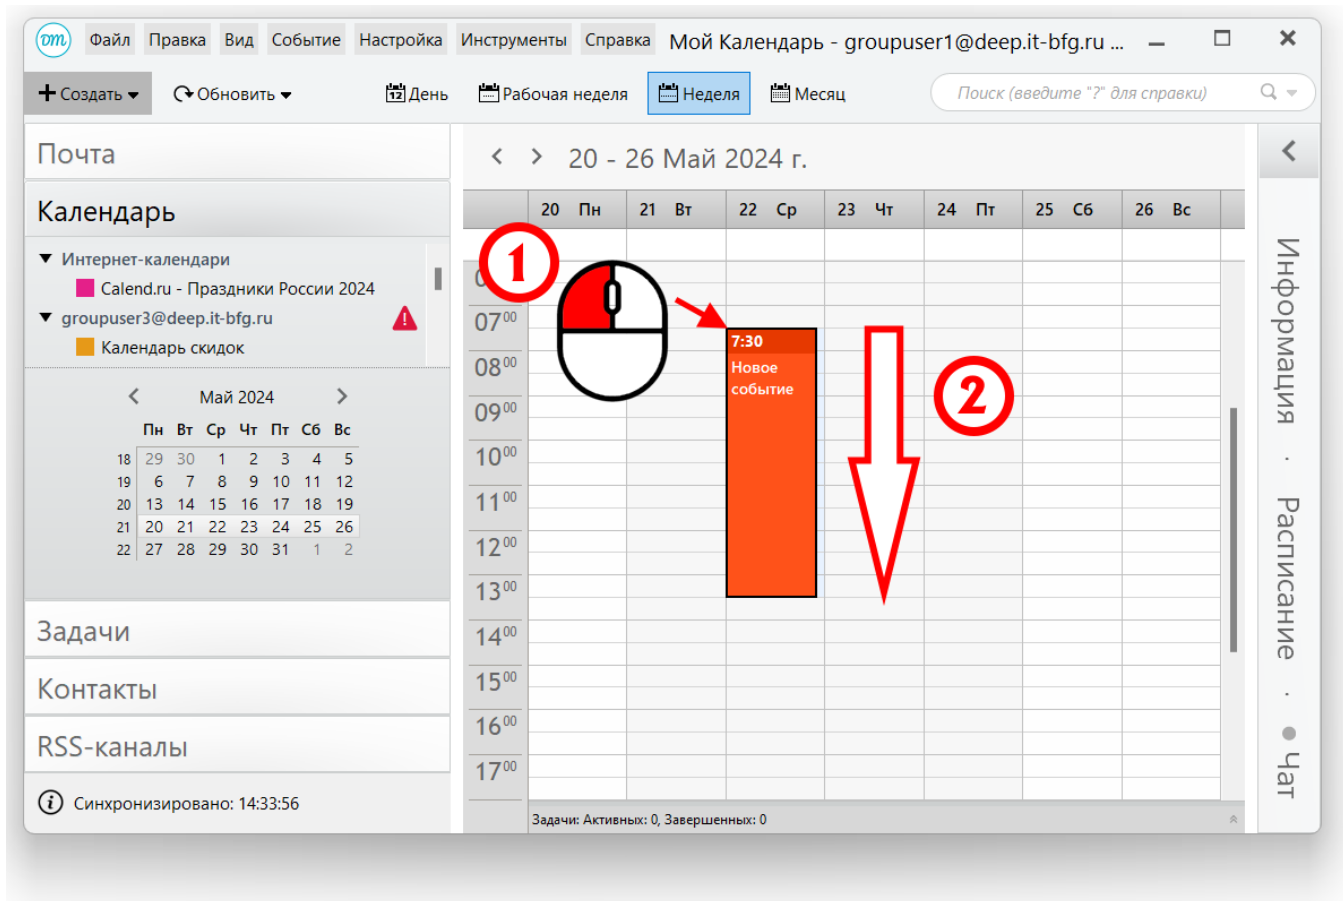 Файл Правка Вид Событие Настройка Инструменты Справка Мой Календарь - groupuser1@deep.it-bfg.ru ...
Создать Обновить 12 День Рабочая неделя Неделя Месяц Поиск (введите "?" для справки)
Почта
Календарь
Интернет-календари
Calend.ru - Праздники России 2024
groupuser3@deep.it-bfg.ru
Календарь скидок
Май 2024
Пн Вт Ср Чт Пт Сб Вс
18 29 30 1 2 3 4 5
19 6 7 8 9 10 11 12
20 13 14 15 16 17 18 19
21 20 21 22 23 24 25 26
22 27 28 29 30 31 1 2
Задачи
Контакты
RSS-каналы
Синхронизировано: 14:33:56
20 - 26 Май 2024 г.
20 Пн 21 Вт 22 Ср 23 Чт 24 Пт 25 Сб 26 Вс
1
07 00
7:30
08 00
Новое
событие
2
09 00
10 00
11 00
12 00
13 00
14 00
15 00
16 00
17 00
Задачи: Активных: 0, Завершенных: 0
Информация · Расписание · Чат